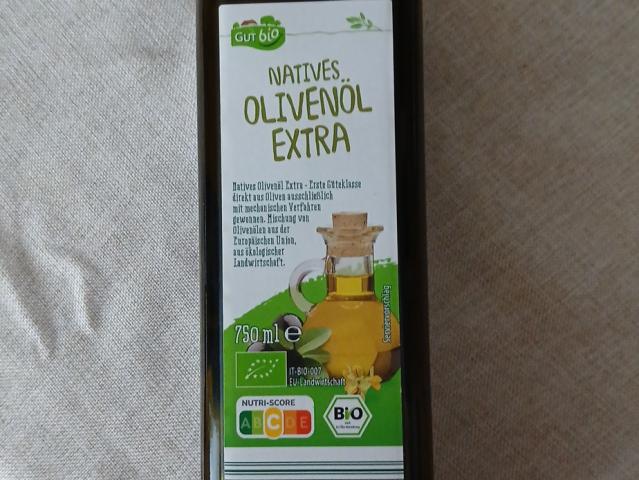 GUT bio
NATIVES
OLIVENÖL
EXTRA
Natives Olivenöl Extra - Erste Güteklasse
direkt aus Oliven ausschließlich
mit mechanischen Verfahren
gewonnen. Mischung von
Olivenölen aus der
Europäischen Union,
aus ökologischer
Landwirtschaft.
Serviervorschlag
750 ml e
IT-BIO-007
EU-Landwirtschaft
NUTRI-SCORE
A B C D E
BIO